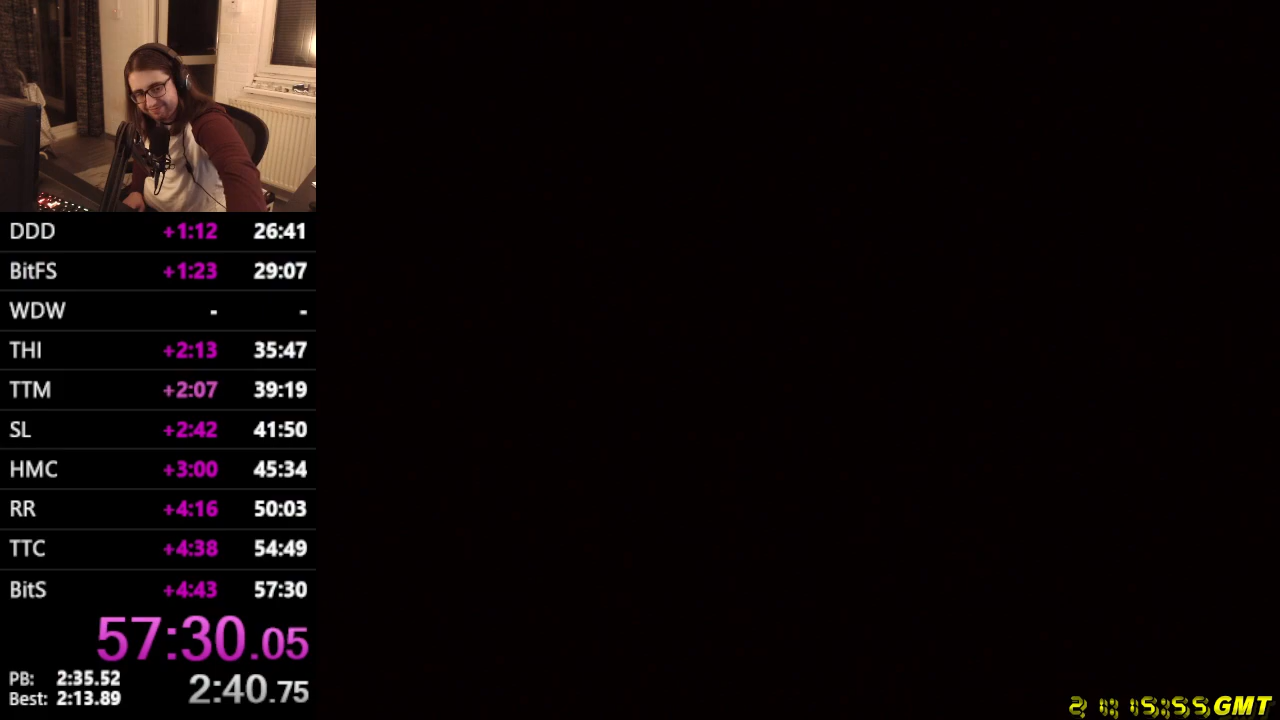 DDD +1:12 26:41
BitFS +1:23 29:07
WDW - -
THI +2:13 35:47
TTM +2:07 39:19
SL +2:42 41:50
HMC +3:00 45:34
RR +4:16 50:03
TTC +4:38 54:49
BitS +4:43 57:30
57:30.05
PB: 2:35.52
Best: 2:13.89
2:40.75
GMT